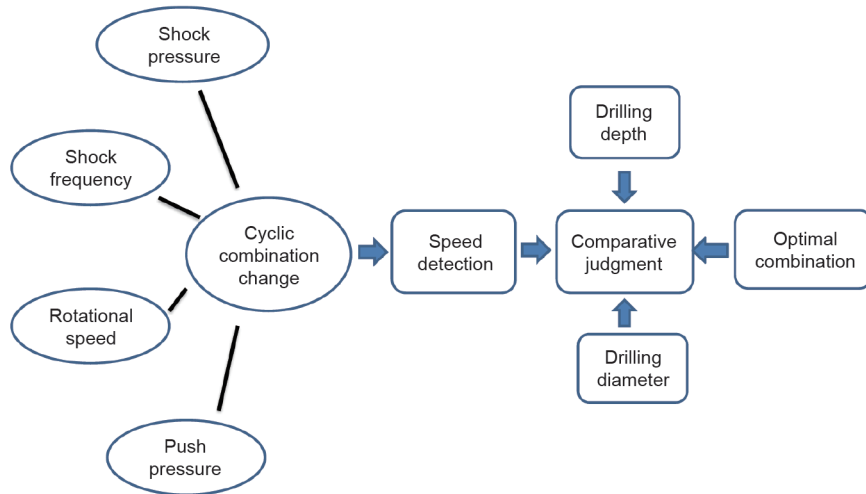 Shock
pressure
Shock
frequency
Rotational
speed
Push
pressure
Cyclic
combination
change
Speed
detection
Drilling
depth
Comparative
judgment
Drilling
diameter
Optimal
combination